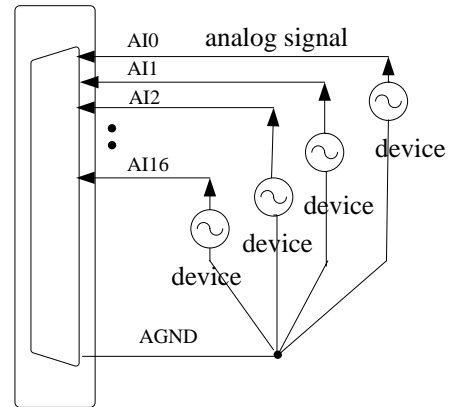 AI0
analog signal
AI1
AI2
device
AI16
device
device
device
AGND